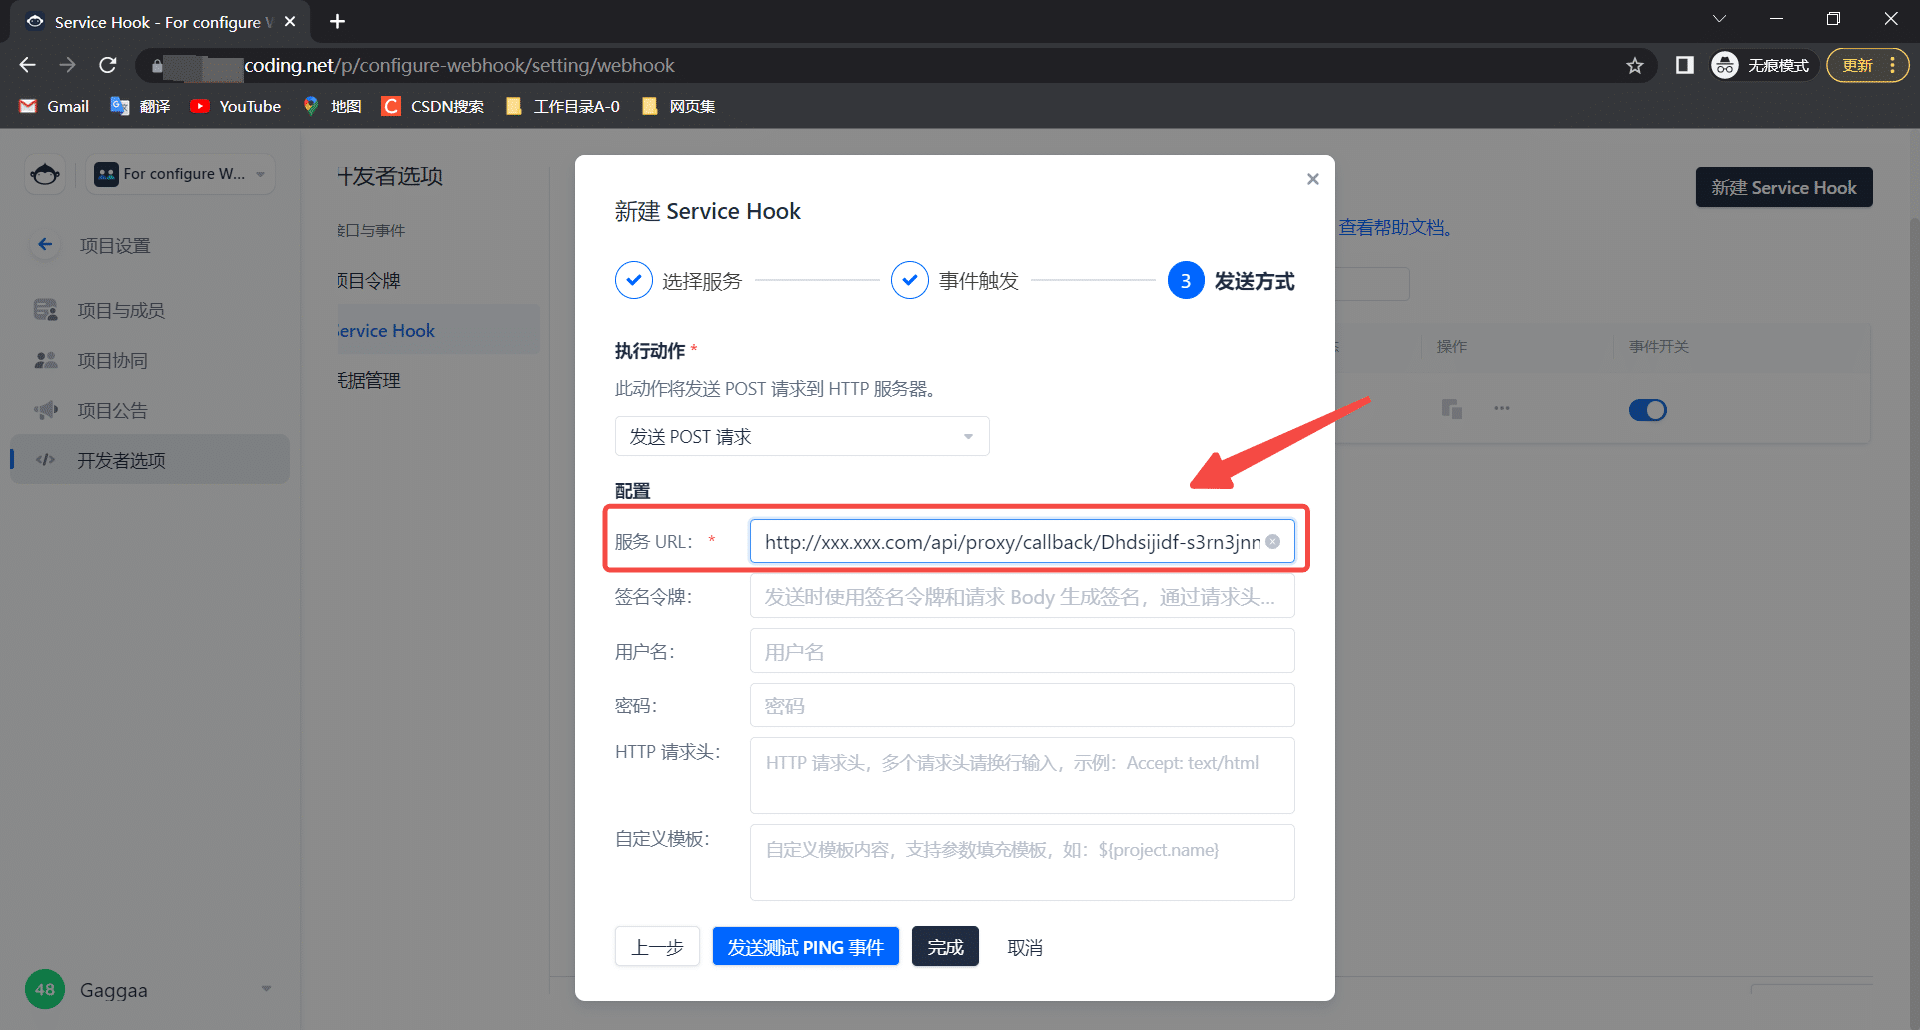 Service Hook - For configure W
coding.net/p/configure-webhook/setting/webhook
无痕模式
更新
Gmail
翻译
YouTube
地图
CSDN搜索
工作目录A-0
网页集
For configure W...
项目设置
项目与成员
项目协同
项目公告
开发者选项
48
Gaggaa
开发者选项
接口与事件
项目令牌
Service Hook
凭据管理
新建 Service Hook
查看帮助文档。
操作
事件开关
新建 Service Hook
选择服务
事件触发
3
发送方式
执行动作 *
此动作将发送 POST 请求到 HTTP 服务器。
发送 POST 请求
配置
服务 URL： *
http://xxx.xxx.com/api/proxy/callback/Dhdsijidf-s3rn3jnn
签名令牌：
发送时使用签名令牌和请求 Body 生成签名，通过请求头...
用户名：
用户名
密码：
密码
HTTP 请求头：
HTTP 请求头，多个请求头请换行输入，示例：Accept: text/html
自定义模板：
自定义模板内容，支持参数填充模板，如：${project.name}
上一步
发送测试 PING 事件
完成
取消